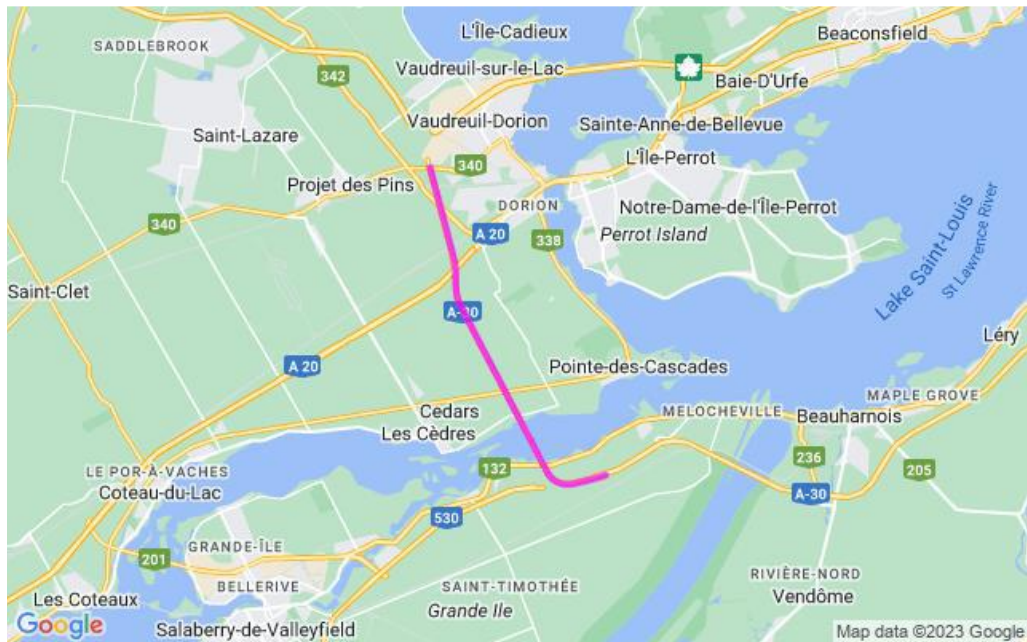 L'Île-Cadieux
Beaconsfield
SADDLEBROOK
342
Vaudreuil-sur-le-Lac
Baie-D'Urfe
Saint-Lazare
Vaudreuil-Dorion
Sainte-Anne-de-Bellevue
340
L'Île-Perrot
Projet des Pins
DORION
Notre-Dame-de-l'Île-Perrot
340
A 20
338
Perrot Island
Lake Saint-Louis
St Lawrence River
Saint-Clet
A-30
Léry
A 20
Pointe-des-Cascades
MAPLE GROVE
Cedars
MELOCHEVILLE
Beauharnois
Les Cèdres
LE POR-À-VACHES
132
236
205
Coteau-du-Lac
A-30
530
GRANDE-ÎLE
201
BELLERIVE
SAINT-TIMOTHÉE
RIVIÈRE-NORD
Les Coteaux
Grande Ile
Vendôme
Google
Salaberry-de-Valleyfield
Map data ©2023 Google